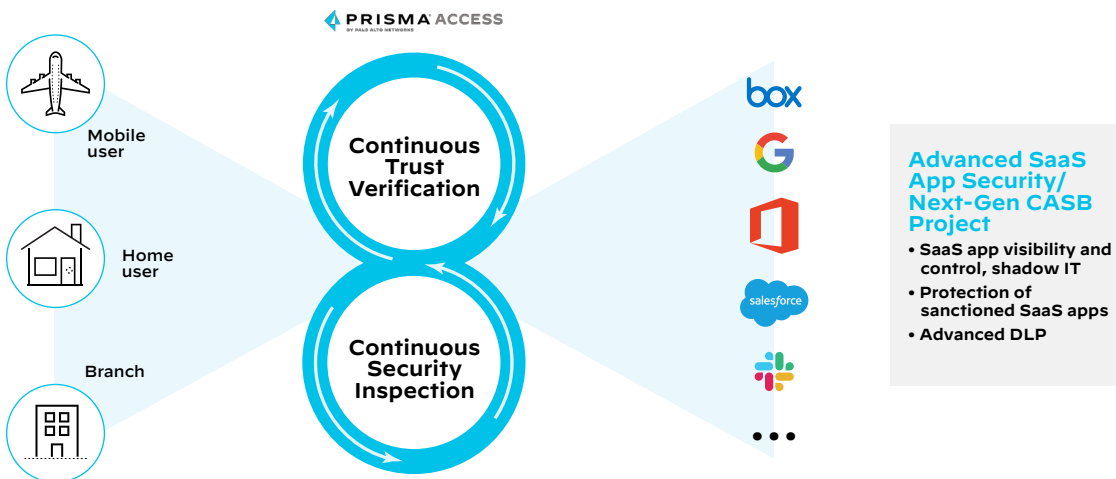 PRISMA ACCESS
BY PALO ALTO NETWORKS
Mobile
user
Home
user
Branch
Continuous
Trust
Verification
Continuous
Security
Inspection
box
G
salesforce
...
Advanced SaaS
App Security/
Next-Gen CASB
Project
• SaaS app visibility and
control, shadow IT
• Protection of
sanctioned SaaS apps
• Advanced DLP